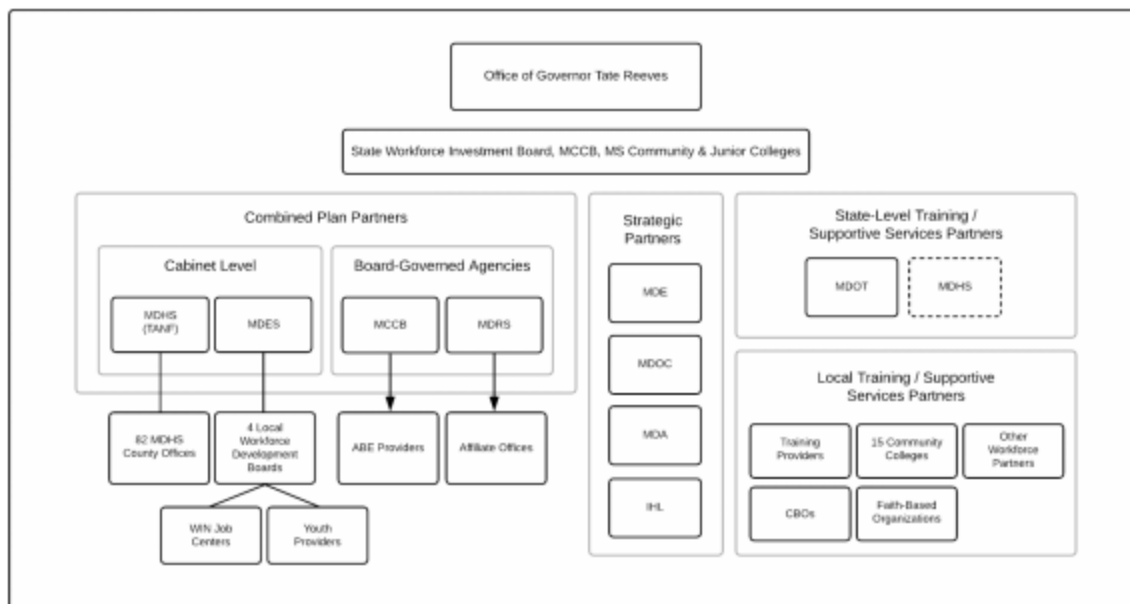 Office of Governor Tate Reeves
State Workforce Investment Board, MCCB, MS Community & Junior Colleges
Combined Plan Partners
Cabinet Level
MDHS
(TANF)
MDES
Board-Governed Agencies
MCCB
MDRS
82 MDHS
County Offices
4 Local
Workforce
Development
Boards
ABE Providers
Affiliate Offices
WIN Job
Centers
Youth
Providers
Strategic
Partners
MDE
MDOC
MDA
IHL
State-Level Training /
Supportive Services Partners
MDOT
MDHS
Local Training / Supportive
Services Partners
Training
Providers
15 Community
Colleges
Other
Workforce
Partners
CBOs
Faith-Based
Organizations